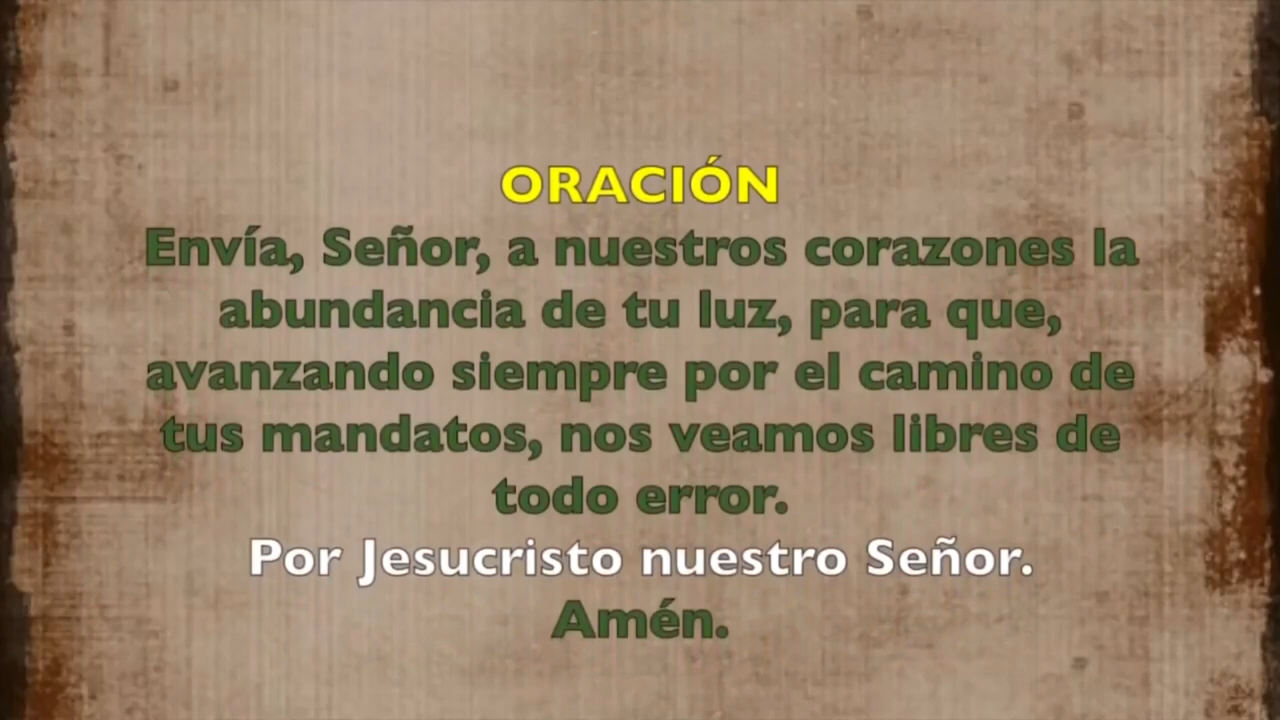 ORACIÓN
Envía, Señor, a nuestros corazones la
abundancia de tu luz, para que,
avanzando siempre por el camino de
tus mandatos, nos veamos libres de
todo error.
Por Jesucristo nuestro Señor.
Amén.